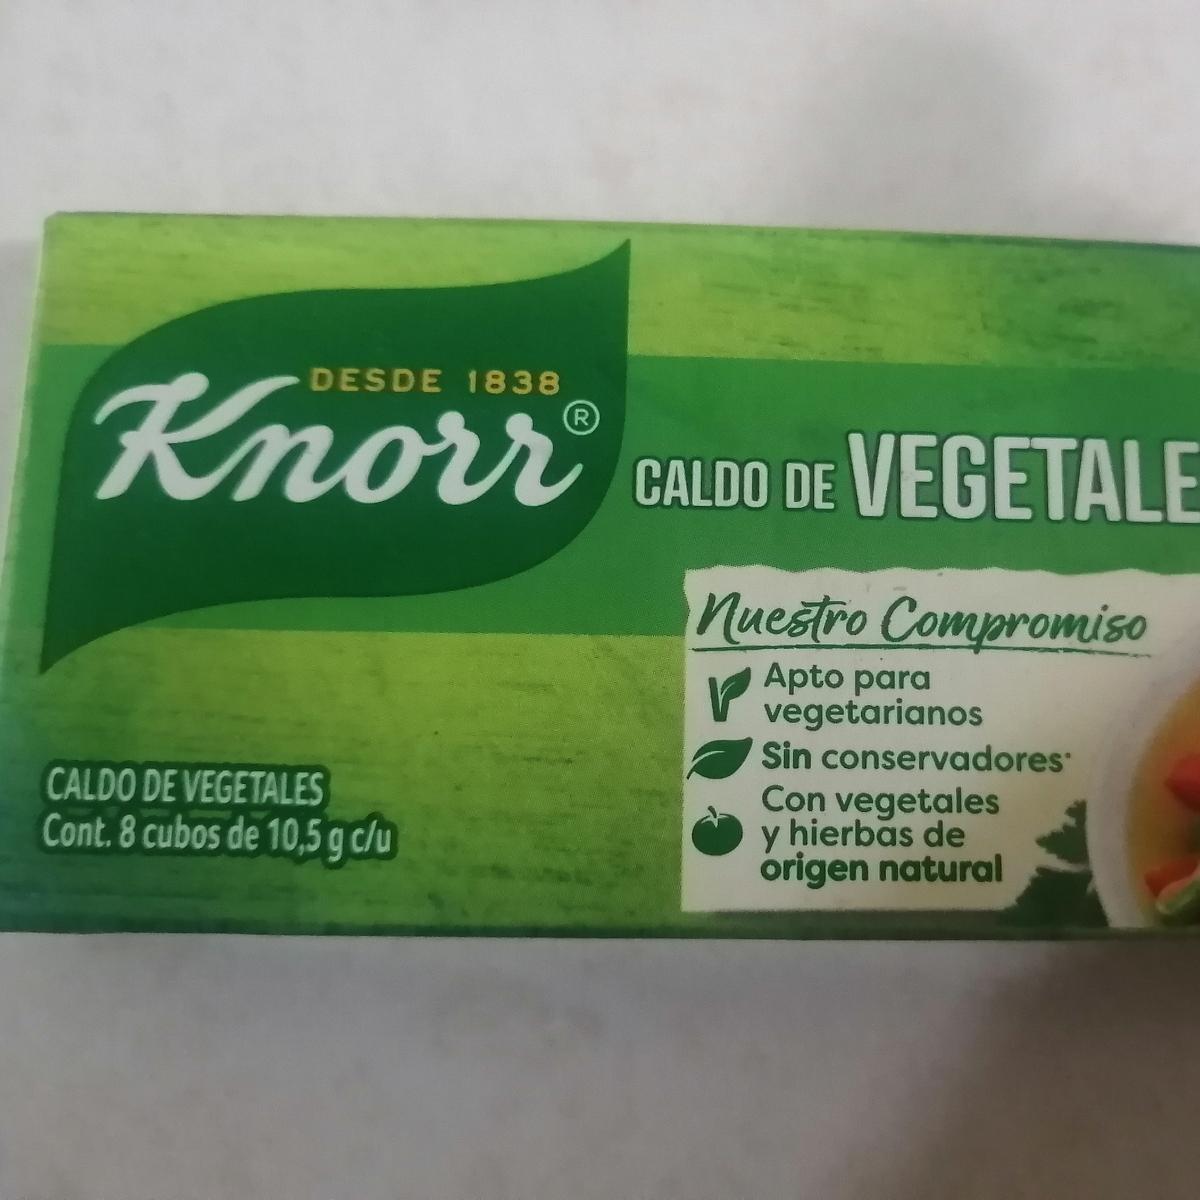 DESDE 1838
Knorr®
CALDO DE VEGETALE
Nuestro Compromiso
Apto para
vegetarianos
Sin conservadores*
Con vegetales
y hierbas de
origen natural
CALDO DE VEGETALES
Cont. 8 cubos de 10,5 g c/u